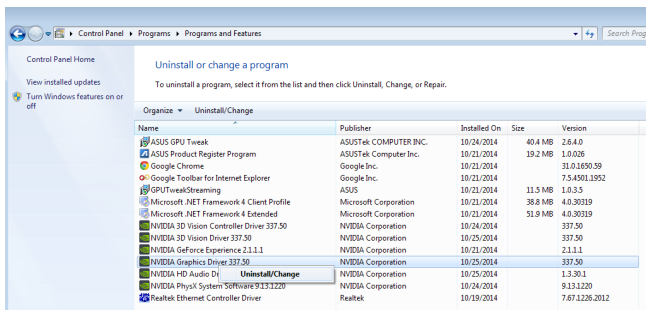 Control Panel ▸ Programs ▸ Programs and Features
Search Prog
Control Panel Home
View installed updates
Turn Windows features on or
off
Uninstall or change a program
To uninstall a program, select it from the list and then click Uninstall, Change, or Repair.
Organize Uninstall/Change
Name Publisher Installed On Size Version
ASUS GPU Tweak ASUSTek COMPUTER INC. 10/24/2014 40.4 MB 2.6.4.0
ASUS Product Register Program ASUSTek Computer Inc. 10/21/2014 19.2 MB 1.0.026
Google Chrome Google Inc. 10/21/2014 31.0.1650.59
Google Toolbar for Internet Explorer Google Inc. 10/21/2014 7.5.4501.1952
GPUTweakStreaming ASUS 10/21/2014 11.5 MB 1.0.3.5
Microsoft .NET Framework 4 Client Profile Microsoft Corporation 10/21/2014 38.8 MB 4.0.30319
Microsoft .NET Framework 4 Extended Microsoft Corporation 10/21/2014 51.9 MB 4.0.30319
NVIDIA 3D Vision Controller Driver 337.50 NVIDIA Corporation 10/24/2014 337.50
NVIDIA 3D Vision Driver 337.50 NVIDIA Corporation 10/25/2014 337.50
NVIDIA GeForce Experience 2.1.1.1 NVIDIA Corporation 10/21/2014 2.1.1.1
NVIDIA Graphics Driver 337.50 NVIDIA Corporation 10/25/2014 337.50
NVIDIA HD Audio Dr Uninstall/Change NVIDIA Corporation 10/25/2014 1.3.30.1
NVIDIA PhysX System Software 9.13.1220 NVIDIA Corporation 10/24/2014 9.13.1220
Realtek Ethernet Controller Driver Realtek 10/19/2014 7.67.1226.2012